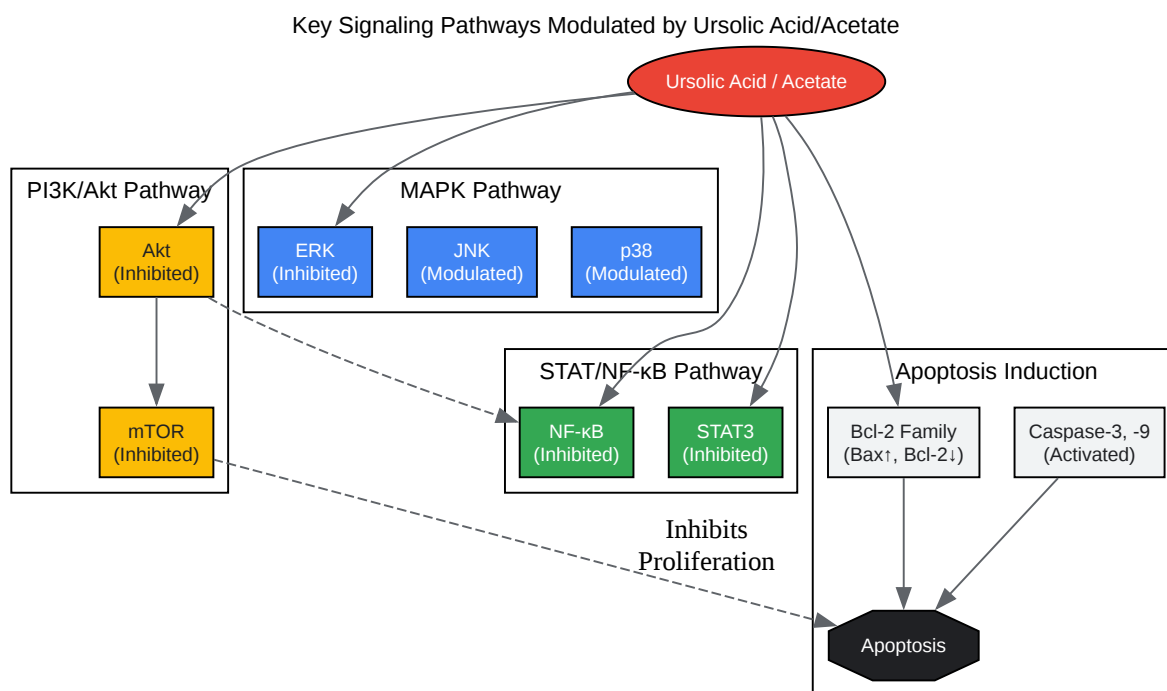 Key Signaling Pathways Modulated by Ursolic Acid/Acetate
Ursolic Acid / Acetate
PI3K/Akt Pathway
MAPK Pathway
Akt
(Inhibited)
ERK
(Inhibited)
JNK
(Modulated)
p38
(Modulated)
STAT/NF-κB Pathway
Apoptosis Induction
mTOR
(Inhibited)
NF-κB
(Inhibited)
STAT3
(Inhibited)
Bcl-2 Family
(Bax↑, Bcl-2↓)
Caspase-3, -9
(Activated)
Inhibits
Proliferation
Apoptosis